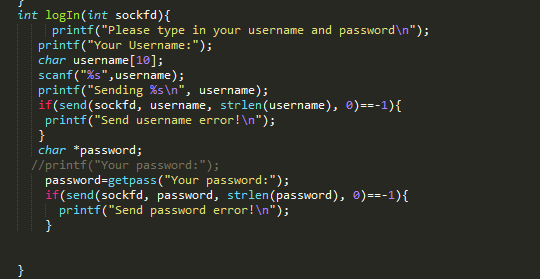 }
int logIn(int sockfd){
printf("Please type in your username and password\n");
printf("Your Username:");
char username[10];
scanf("%s",username);
printf("Sending %s\n", username);
if(send(sockfd, username, strlen(username), 0)==-1){
printf("Send username error!\n");
}
char *password;
//printf("Your password:");
password=getpass("Your password:");
if(send(sockfd, password, strlen(password), 0)==-1){
printf("Send password error!\n");
}
}